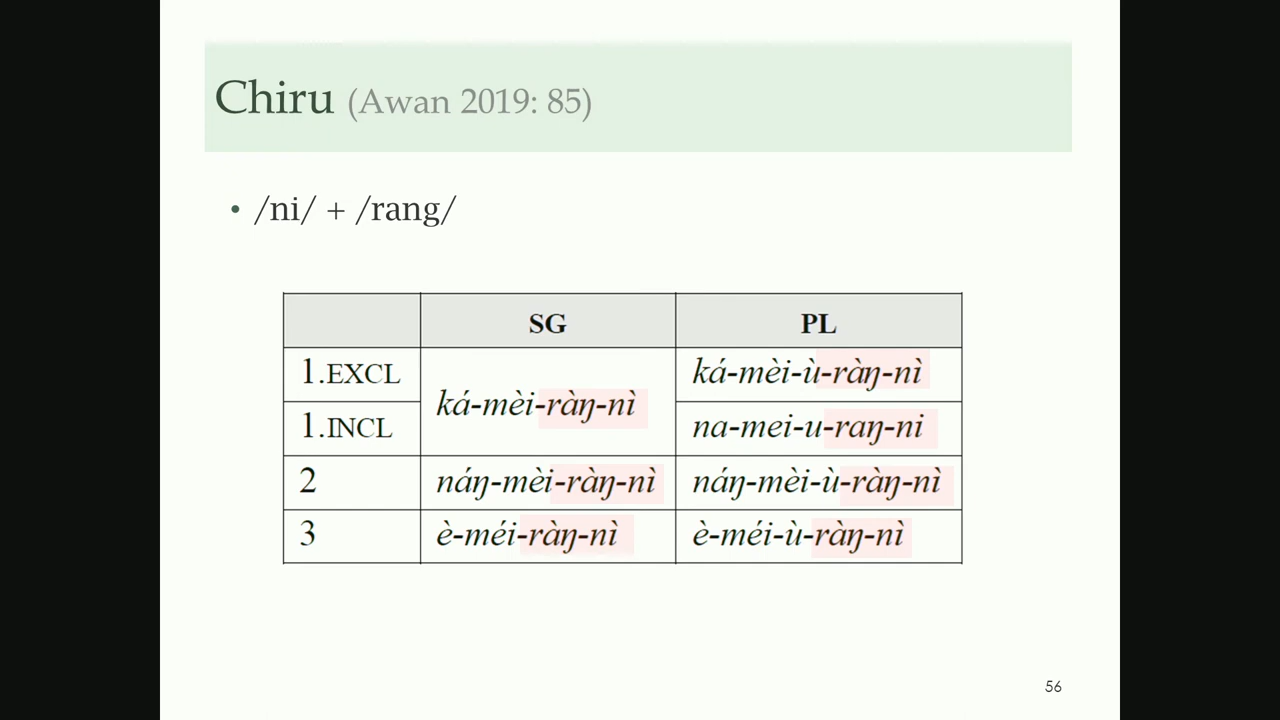 Chiru (Awan 2019: 85)
• /ni/ + /rang/
SG PL
1.EXCL ká-mèi-ràŋ-nì ká-mèi-ù-ràŋ-nì
1.INCL na-mei-u-raŋ-ni
2 náŋ-mèi-ràŋ-nì náŋ-mèi-ù-ràŋ-nì
3 è-méi-ràŋ-nì è-méi-ù-ràŋ-nì
56